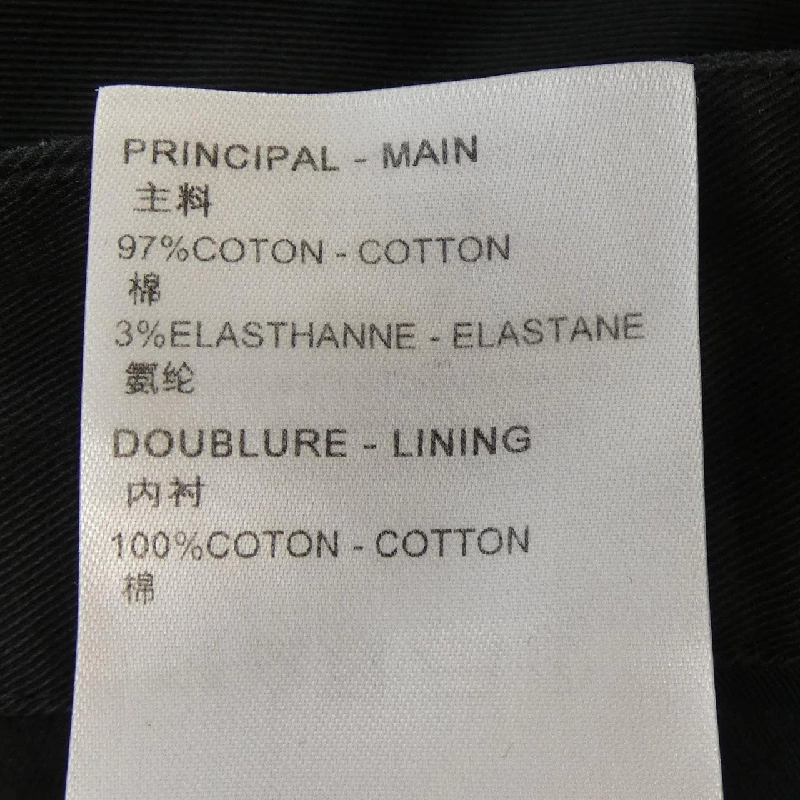 PRINCIPAL - MAIN
主料
97%COTON - COTTON
棉
3%ELASTHANNE - ELASTANE
氨纶
DOUBLURE - LINING
内衬
100%COTON - COTTON
棉